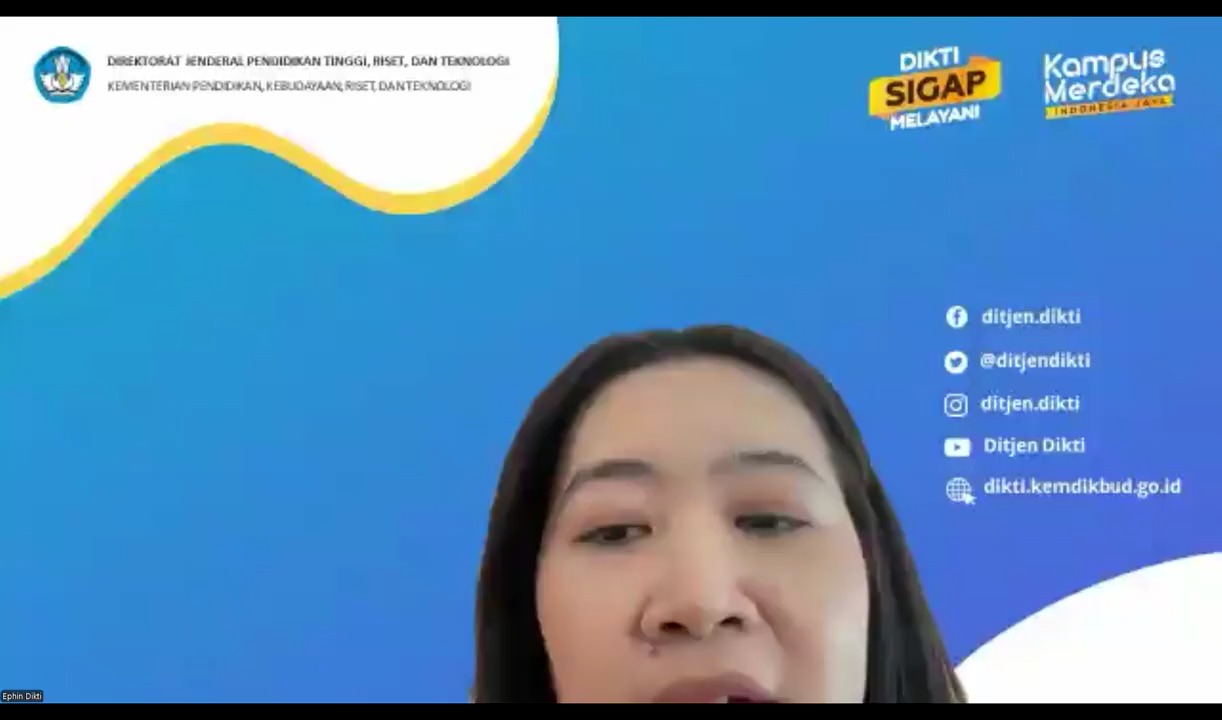 DIREKTORAT JENDERAL PENDIDIKAN TINGGI, RISET, DAN TEKNOLOGI
KEMENTERIAN PENDIDIKAN, KEBUDAYAAN, RISET, DAN TEKNOLOGI
DIKTI
SIGAP
MELAYANI
Kampus
Merdeka
INDONESIA JAYA
ditjen.dikti
@ditjendikti
ditjen.dikti
Ditjen Dikti
dikti.kemdikbud.go.id
Ephin Dikti